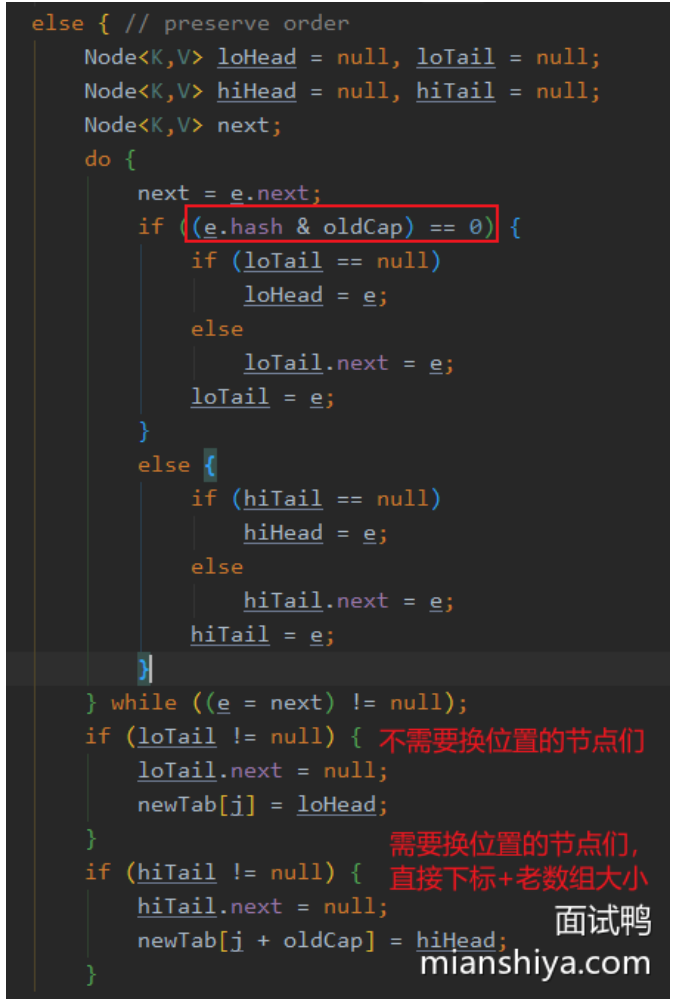 else { // preserve order
    Node<K,V> loHead = null, loTail = null;
    Node<K,V> hiHead = null, hiTail = null;
    Node<K,V> next;
    do {
        next = e.next;
        if ((e.hash & oldCap) == 0) {
            if (loTail == null)
                loHead = e;
            else
                loTail.next = e;
            loTail = e;
        }
        else {
            if (hiTail == null)
                hiHead = e;
            else
                hiTail.next = e;
            hiTail = e;
        }
    } while ((e = next) != null);
    if (loTail != null) { 不需要换位置的节点们
        loTail.next = null;
        newTab[j] = loHead;
    }
    需要换位置的节点们,
    if (hiTail != null) { 直接下标+老数组大小
        hiTail.next = null;
        面试鸭
        newTab[j + oldCap] = hiHead;
        mianshiya.com
    }